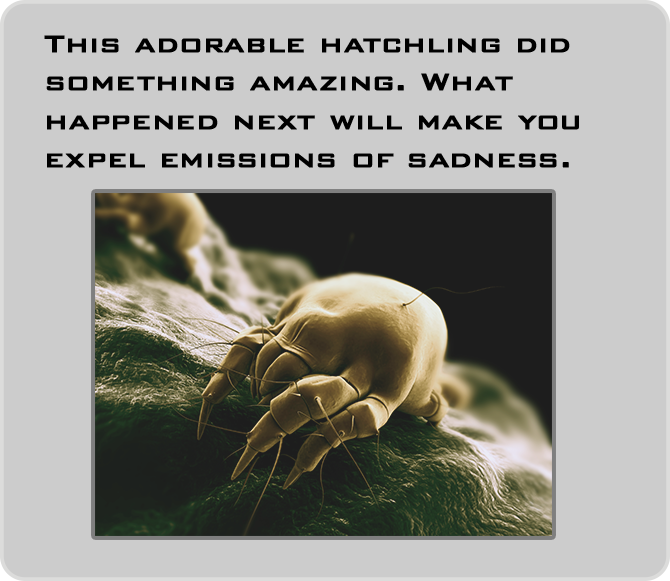 This adorable hatchling did
something amazing. What
happened next will make you
expel emissions of sadness.